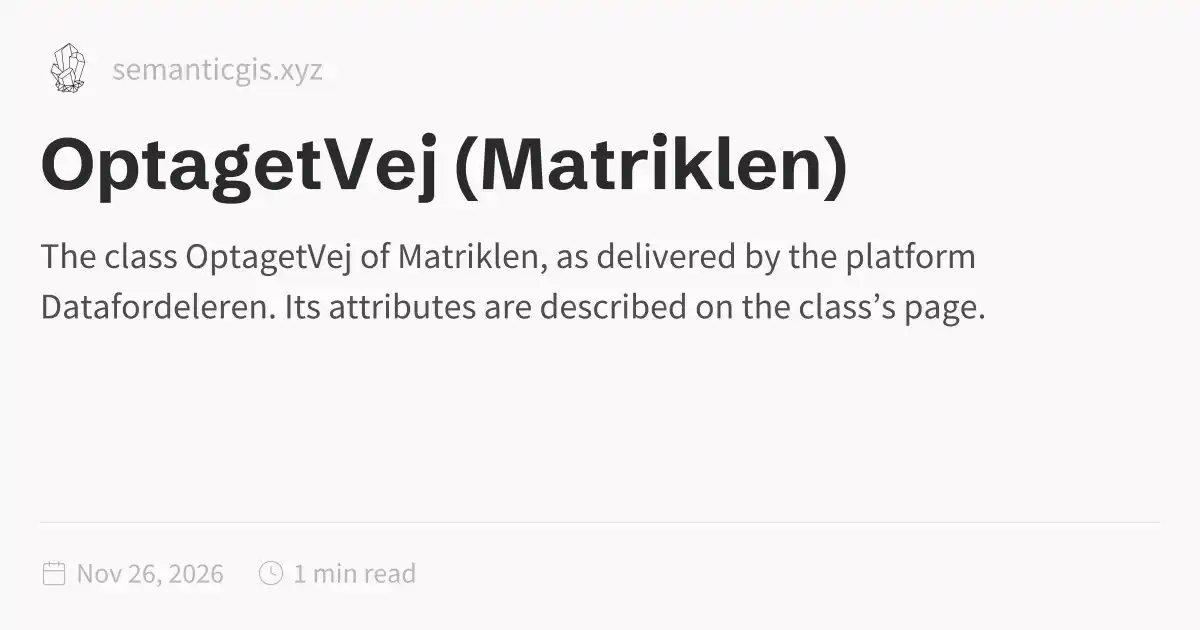 semanticgis.xyz
OptagetVej (Matriklen)
The class OptagetVej of Matriklen, as delivered by the platform
Datafordeleren. Its attributes are described on the class’s page.
Nov 26, 2026 1 min read